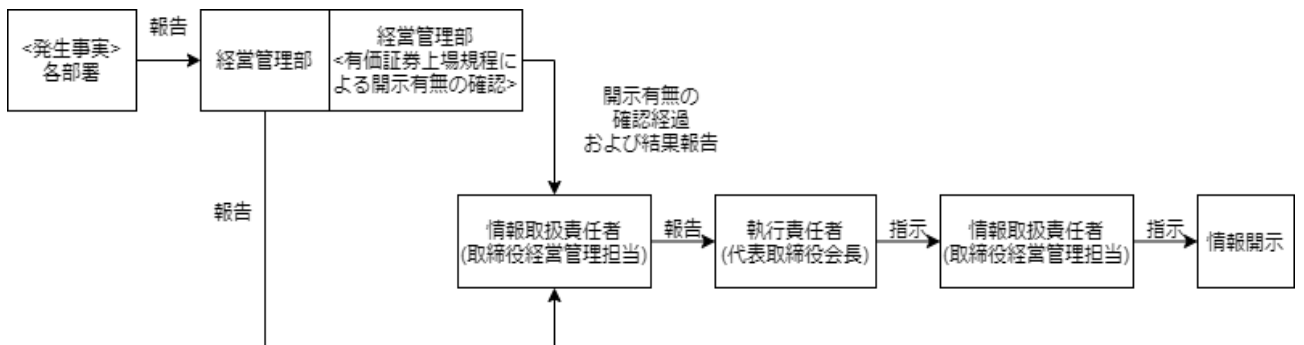 <発生事実>
各部署
報告
経営管理部
経営管理部
<有価証券上場規程に
よる開示有無の確認>
開示有無の
確認経過
および結果報告
報告
情報取扱責任者
(取締役経営管理担当)
報告
執行責任者
(代表取締役会長)
指示
情報取扱責任者
(取締役経営管理担当)
指示
情報開示